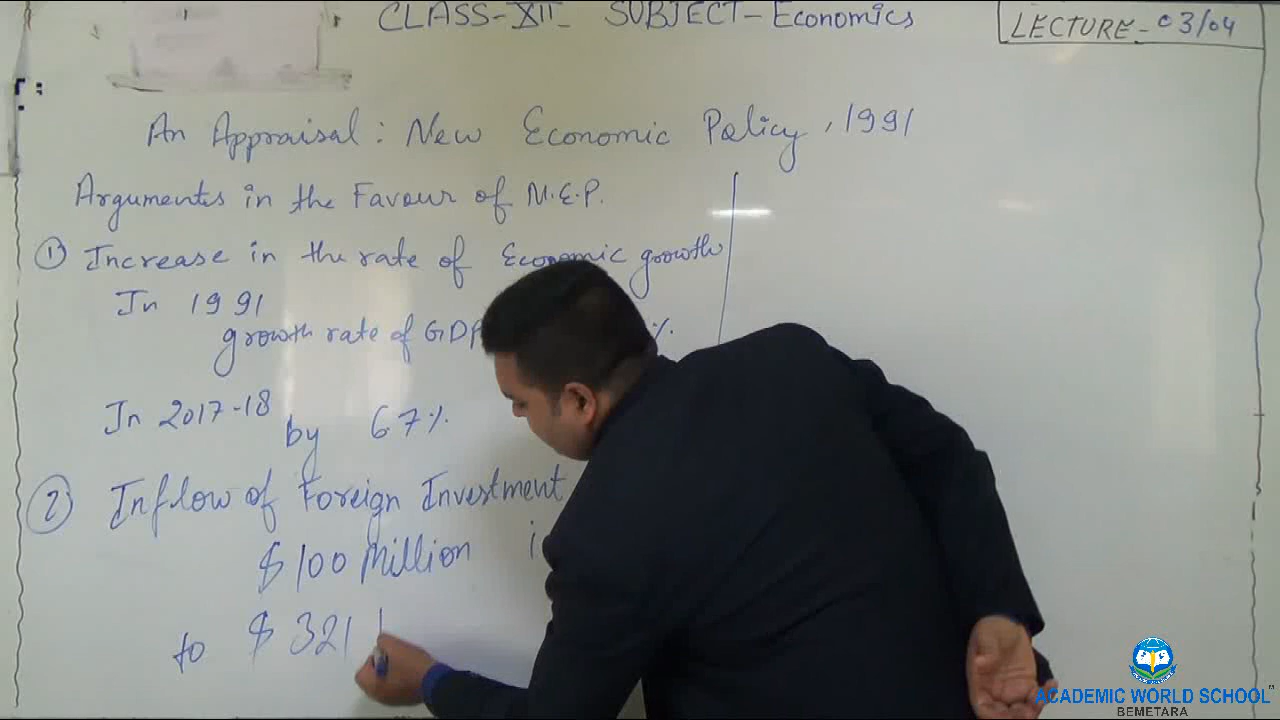 CLASS-XII SUBJECT-Economics
LECTURE-03/04
An Appraisal: New Economic Policy, 1991
Arguments in the Favour of N.E.P.
① Increase in the rate of Economic growth
In 1991
growth rate of GDP %.
In 2017-18
by 67%
② Inflow of Foreign Investment
$100 Million
to $321
ACADEMIC WORLD SCHOOL
BEMETARA